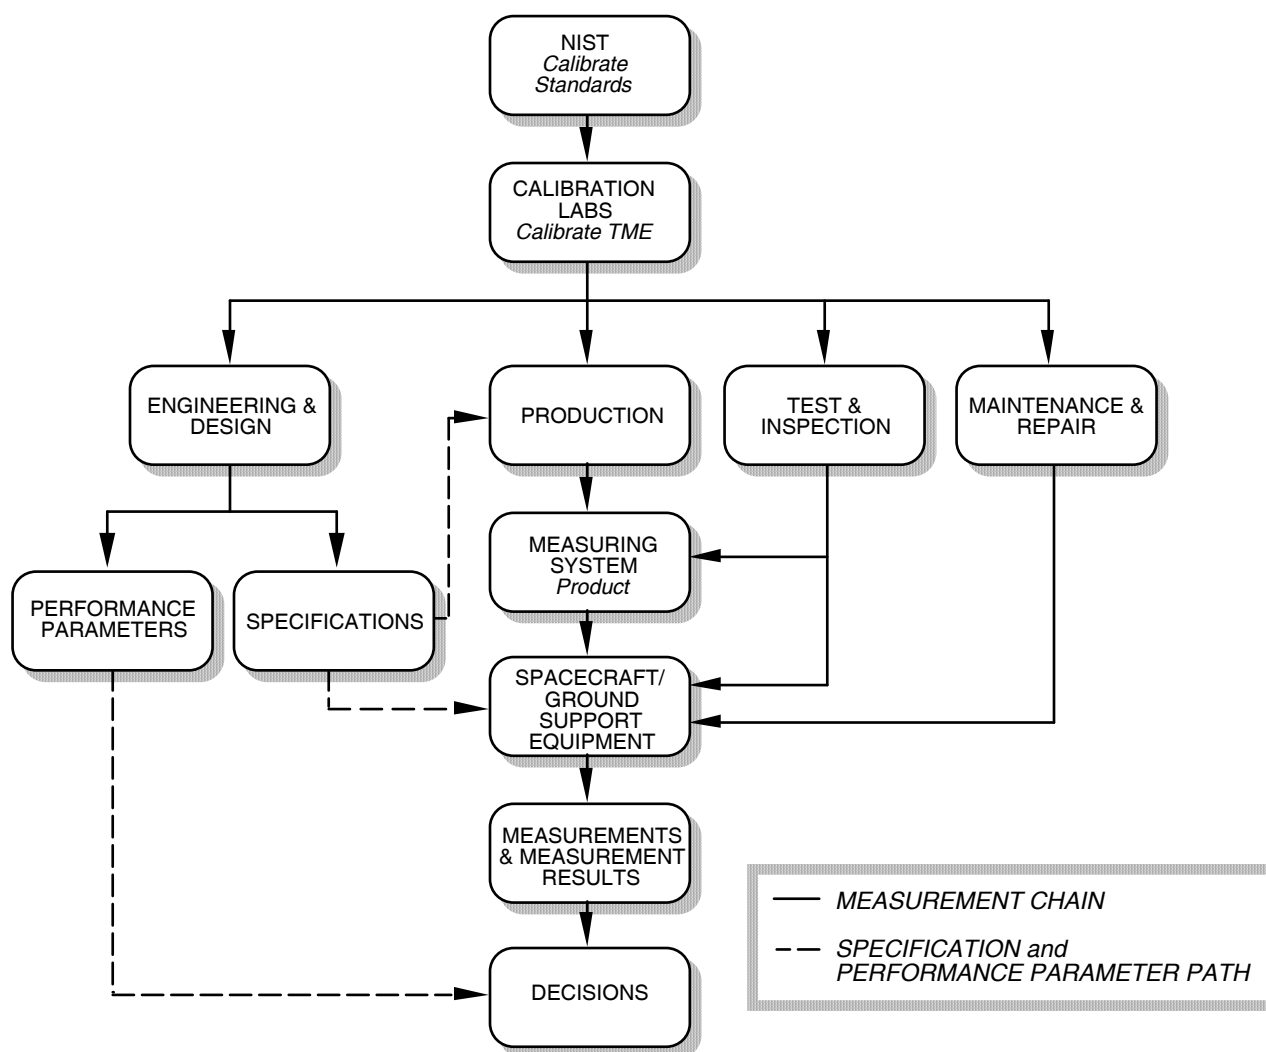 NIST
Calibrate
Standards
CALIBRATION
LABS
Calibrate TME
ENGINEERING &
DESIGN
PRODUCTION
TEST &
INSPECTION
MAINTENANCE &
REPAIR
MEASURING
SYSTEM
Product
PERFORMANCE
PARAMETERS
SPECIFICATIONS
SPACECRAFT/
GROUND
SUPPORT
EQUIPMENT
MEASUREMENTS
& MEASUREMENT
RESULTS
MEASUREMENT CHAIN
SPECIFICATION and
PERFORMANCE PARAMETER PATH
DECISIONS